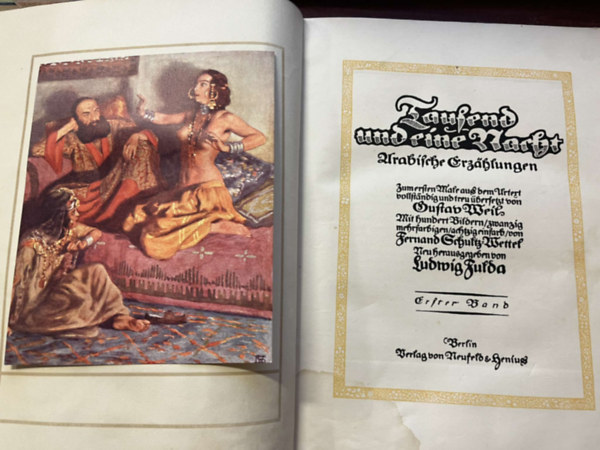 Tausend
und eine Nacht
Arabische Erzählungen
Zum ersten Male aus dem Urtext
vollständig und treu übersetzt von
Gustav Weil
Mit hundert Bildern/zwanzig
mehrfarbigen/achtzig einfarb./von
Fernand Schultz-Wettel
Neu herausgegeben von
Ludwig Fulda
Erster Band
Berlin
Verlag von Neufeld & Henius